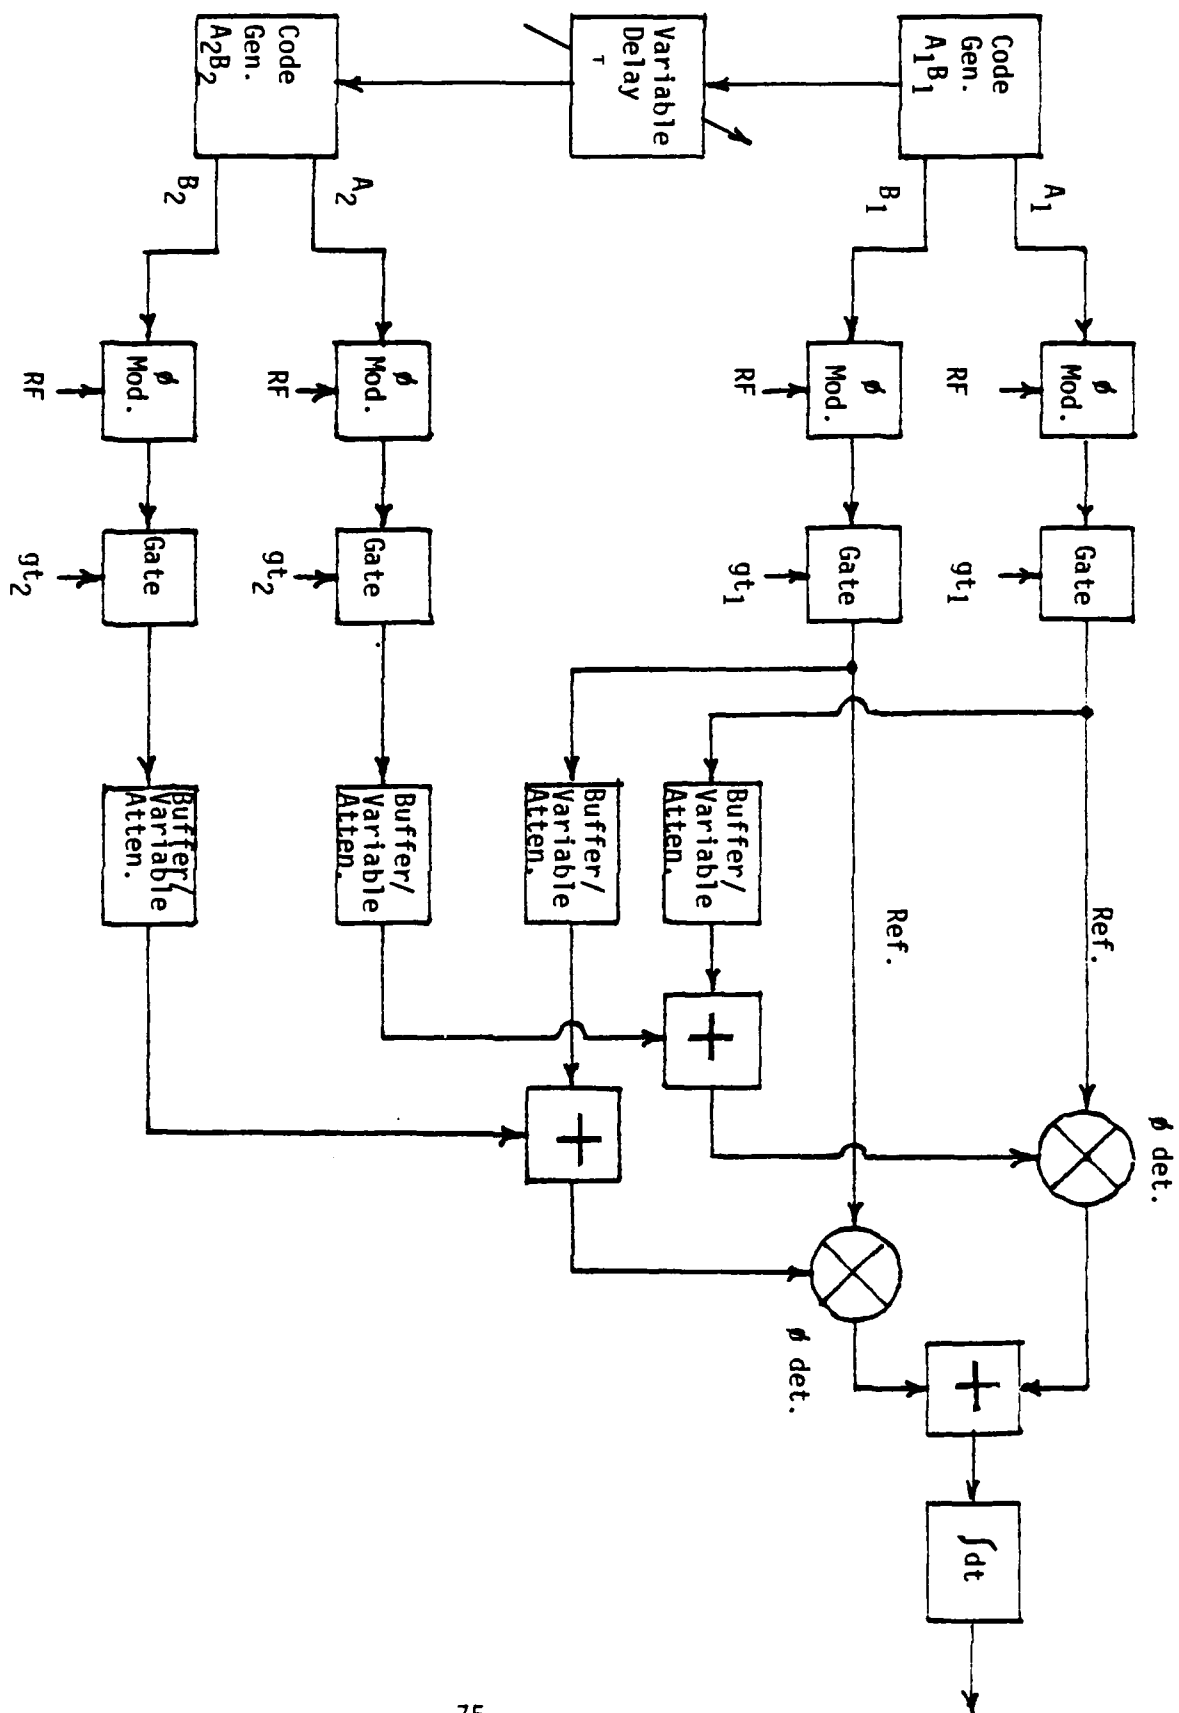 Code
Gen.
A₁B₁
Variable
Delay
τ
Code
Gen.
A₂B₂
A₁
B₁
A₂
B₂
ø
Mod.
RF
ø
Mod.
RF
ø
Mod.
RF
ø
Mod.
RF
Gate
gt₁
Gate
gt₁
Gate
gt₂
Gate
gt₂
Buffer/
Variable
Atten.
Buffer/
Variable
Atten.
Buffer/
Variable
Atten.
Buffer/
Variable
Atten.
Ref.
Ref.
+
+
ø det.
ø det.
+
∫dt